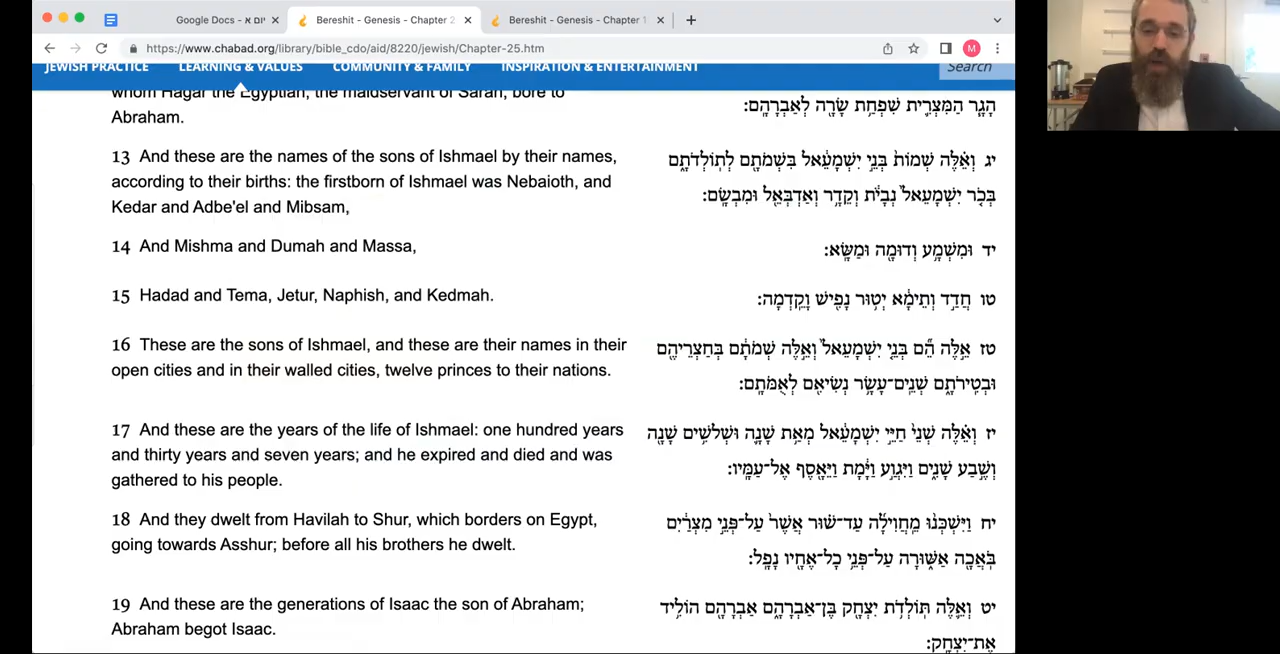 Google Docs - יום א
Bereshit - Genesis - Chapter 2
Bereshit - Genesis - Chapter 1
https://www.chabad.org/library/bible_cdo/aid/8220/jewish/Chapter-25.htm
M
JEWISH PRACTICE LEARNING & VALUES COMMUNITY & FAMILY INSPIRATION & ENTERTAINMENT Search
whom Hagar the Egyptian, the maidservant of Sarah, bore to
Abraham.
הָגָ֧ר הַמִּצְרִ֛ית שִׁפְחַ֥ת שָׂרָ֖ה לְאַבְרָהָֽם:
13 And these are the names of the sons of Ishmael by their names,
according to their births: the firstborn of Ishmael was Nebaioth, and
Kedar and Adbe'el and Mibsam,
יג וְאֵ֗לֶּה שְׁמוֹת֙ בְּנֵ֣י יִשְׁמָעֵ֔אל בִּשְׁמֹתָ֖ם לְתֽוֹלְדֹתָ֑ם
בְּכֹ֤ר יִשְׁמָעֵאל֙ נְבָיֹ֔ת וְקֵדָ֥ר וְאַדְבְּאֵ֖ל וּמִבְשָֽׂם:
14 And Mishma and Dumah and Massa,
יד וּמִשְׁמָ֥ע וְדוּמָ֖ה וּמַשָּֽׂא:
15 Hadad and Tema, Jetur, Naphish, and Kedmah.
טו חֲדַ֣ד וְתֵימָ֔א יְט֥וּר נָפִ֖ישׁ וָקֵֽדְמָה:
16 These are the sons of Ishmael, and these are their names in their
open cities and in their walled cities, twelve princes to their nations.
טז אֵ֣לֶּה הֵ֞ם בְּנֵ֤י יִשְׁמָעֵאל֙ וְאֵ֣לֶּה שְׁמֹתָ֔ם בְּחַצְרֵיהֶ֖ם
וּבְטִֽירֹתָ֑ם שְׁנֵֽים־עָשָׂ֥ר נְשִׂיאִ֖ם לְאֻמֹּתָֽם:
17 And these are the years of the life of Ishmael: one hundred years
and thirty years and seven years; and he expired and died and was
gathered to his people.
יז וְאֵ֗לֶּה שְׁנֵי֙ חַיֵּ֣י יִשְׁמָעֵ֔אל מְאַ֥ת שָׁנָ֛ה וּשְׁלֹשִׁ֥ים שָׁנָ֖ה
וְשֶׁ֣בַע שָׁנִ֑ים וַיִּגְוַ֣ע וַיָּ֔מָת וַיֵּאָ֖סֶף אֶל־עַמָּֽיו:
18 And they dwelt from Havilah to Shur, which borders on Egypt,
going towards Asshur; before all his brothers he dwelt.
יח וַיִּשְׁכְּנ֨וּ מֵֽחֲוִילָ֜ה עַד־שׁ֗וּר אֲשֶׁר֙ עַל־פְּנֵ֣י מִצְרַ֔יִם
בֹּֽאֲכָ֖ה אַשּׁ֑וּרָה עַל־פְּנֵ֥י כָל־אֶחָ֖יו נָפָֽל:
19 And these are the generations of Isaac the son of Abraham;
Abraham begot Isaac.
יט וְאֵ֛לֶּה תּֽוֹלְדֹ֥ת יִצְחָ֖ק בֶּן־אַבְרָהָ֑ם אַבְרָהָ֖ם הוֹלִ֥יד
אֶת־יִצְחָֽק: